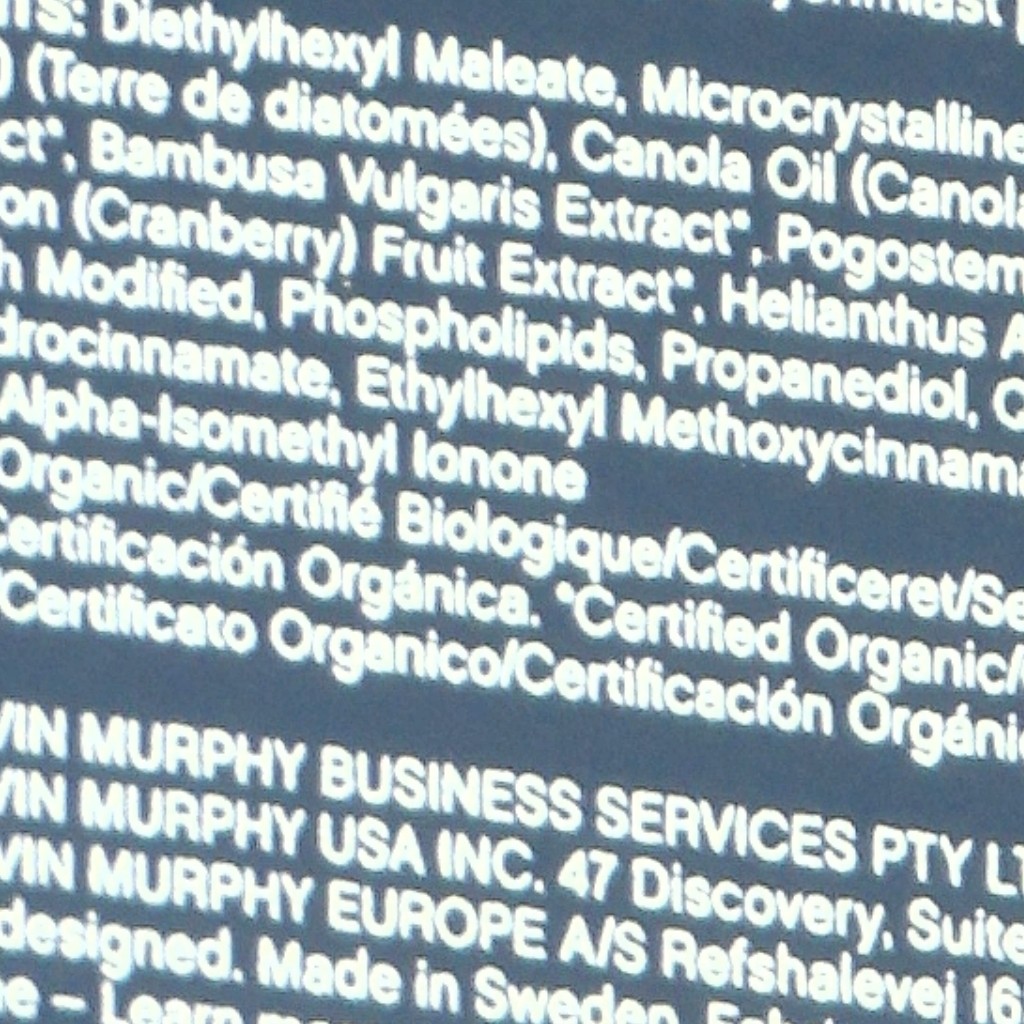 Diethylhexyl Maleate, Microcrystalline
) (Terre de diatomées), Canola Oil (Canola
ct*, Bambusa Vulgaris Extract*, Pogostem
on (Cranberry) Fruit Extract*, Helianthus A
h Modified, Phospholipids, Propanediol, C
drocinnamate, Ethylhexyl Methoxycinnama
Alpha-Isomethyl Ionone
Organic/Certifié Biologique/Certificeret/Se
Certificación Orgánica. *Certified Organic/
/Certificato Organico/Certificación Orgáni
VIN MURPHY BUSINESS SERVICES PTY LT
VIN MURPHY USA INC. 47 Discovery, Suite
VIN MURPHY EUROPE A/S Refshalevej 16
designed. Made in Sweden.
e – Learn